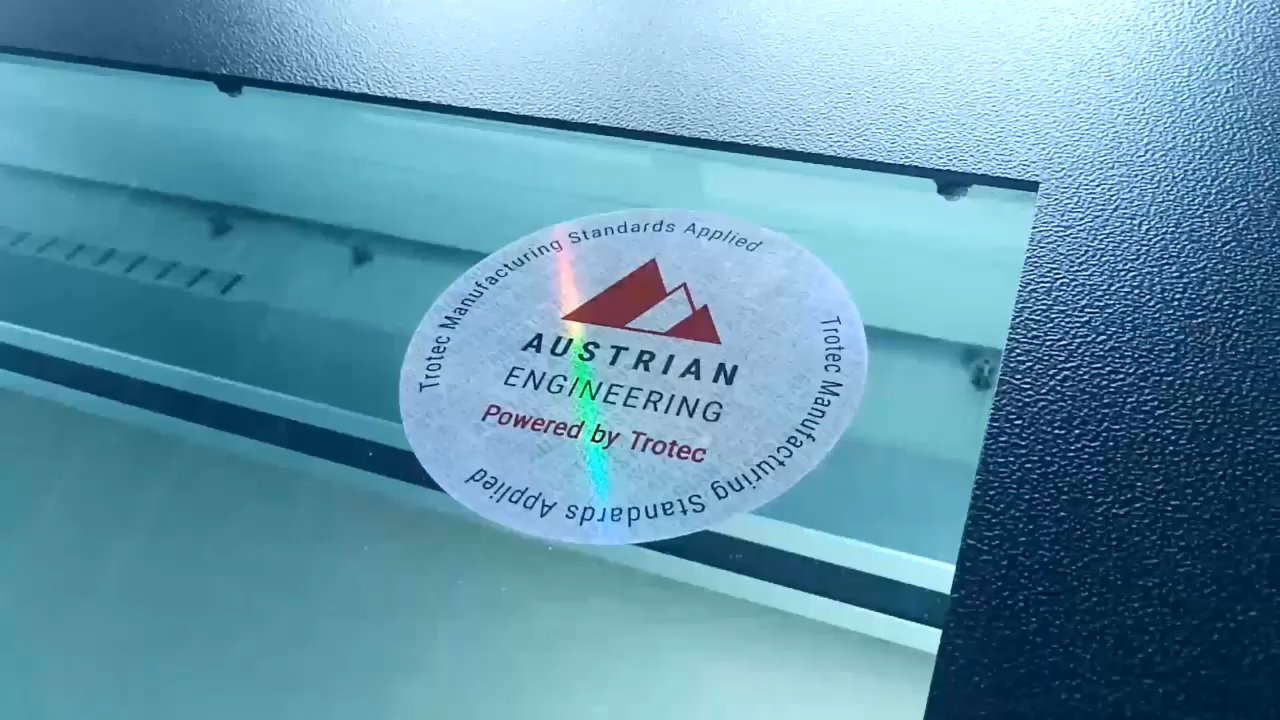 Trotec Manufacturing Standards Applied
AUSTRIAN
ENGINEERING
Powered by Trotec
Trotec Manufacturing Standards Applied